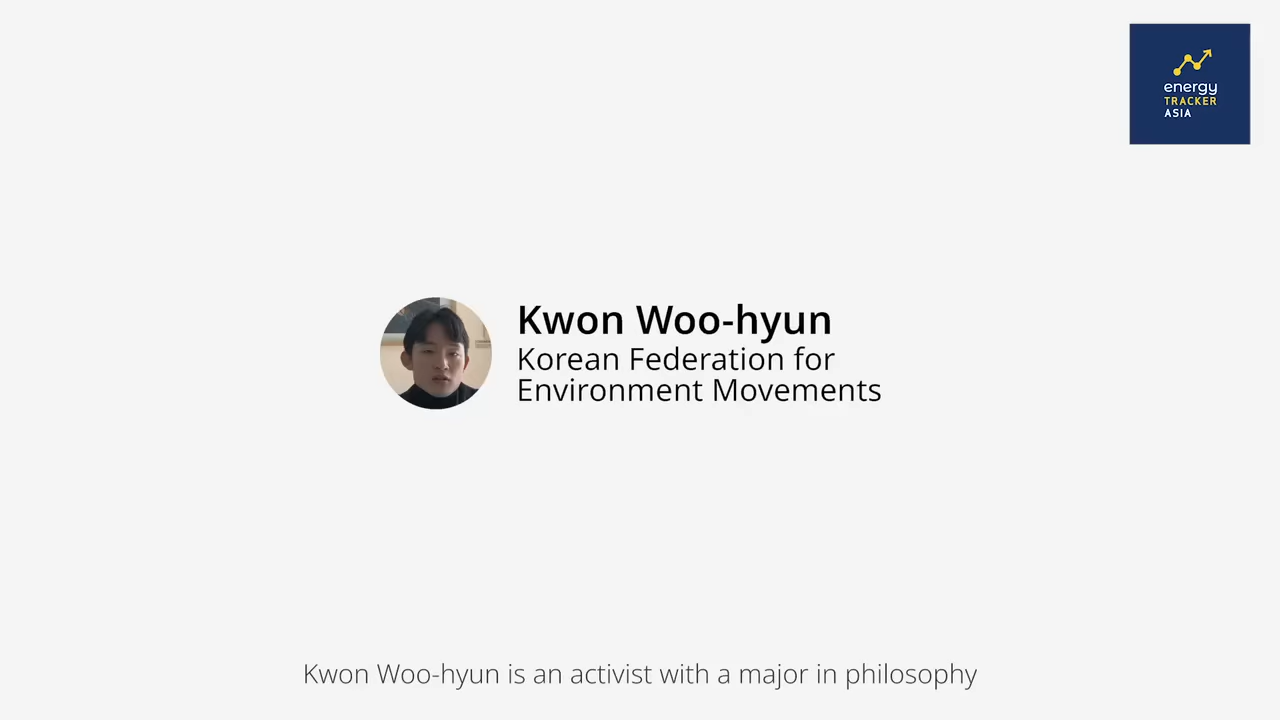 energy
TRACKER
ASIA
Kwon Woo-hyun
Korean Federation for
Environment Movements
Kwon Woo-hyun is an activist with a major in philosophy